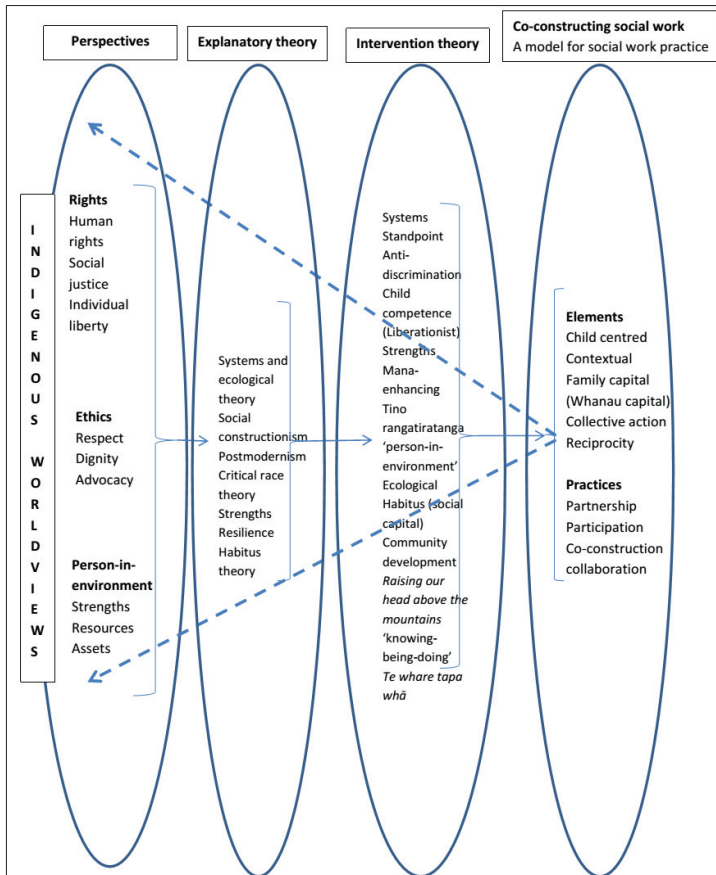 Perspectives
Explanatory theory
Intervention theory
Co-constructing social work
A model for social work practice
INDIGENOUS WORLDVIEWS
Rights
Human
rights
Social
justice
Individual
liberty
Ethics
Respect
Dignity
Advocacy
Person-in-
environment
Strengths
Resources
Assets
Systems and
ecological
theory
Social
constructionism
Postmodernism
Critical race
theory
Strengths
Resilience
Habitus
theory
Systems
Standpoint
Anti-
discrimination
Child
competence
(Liberationist)
Strengths
Mana-
enhancing
Tino
rangatiratanga
‘person-in-
environment’
Ecological
Habitus (social
capital)
Community
development
Raising our
head above the
mountains
‘knowing-
being-doing’
Te whare tapa
whā
Elements
Child centred
Contextual
Family capital
(Whanau capital)
Collective action
Reciprocity
Practices
Partnership
Participation
Co-construction
collaboration